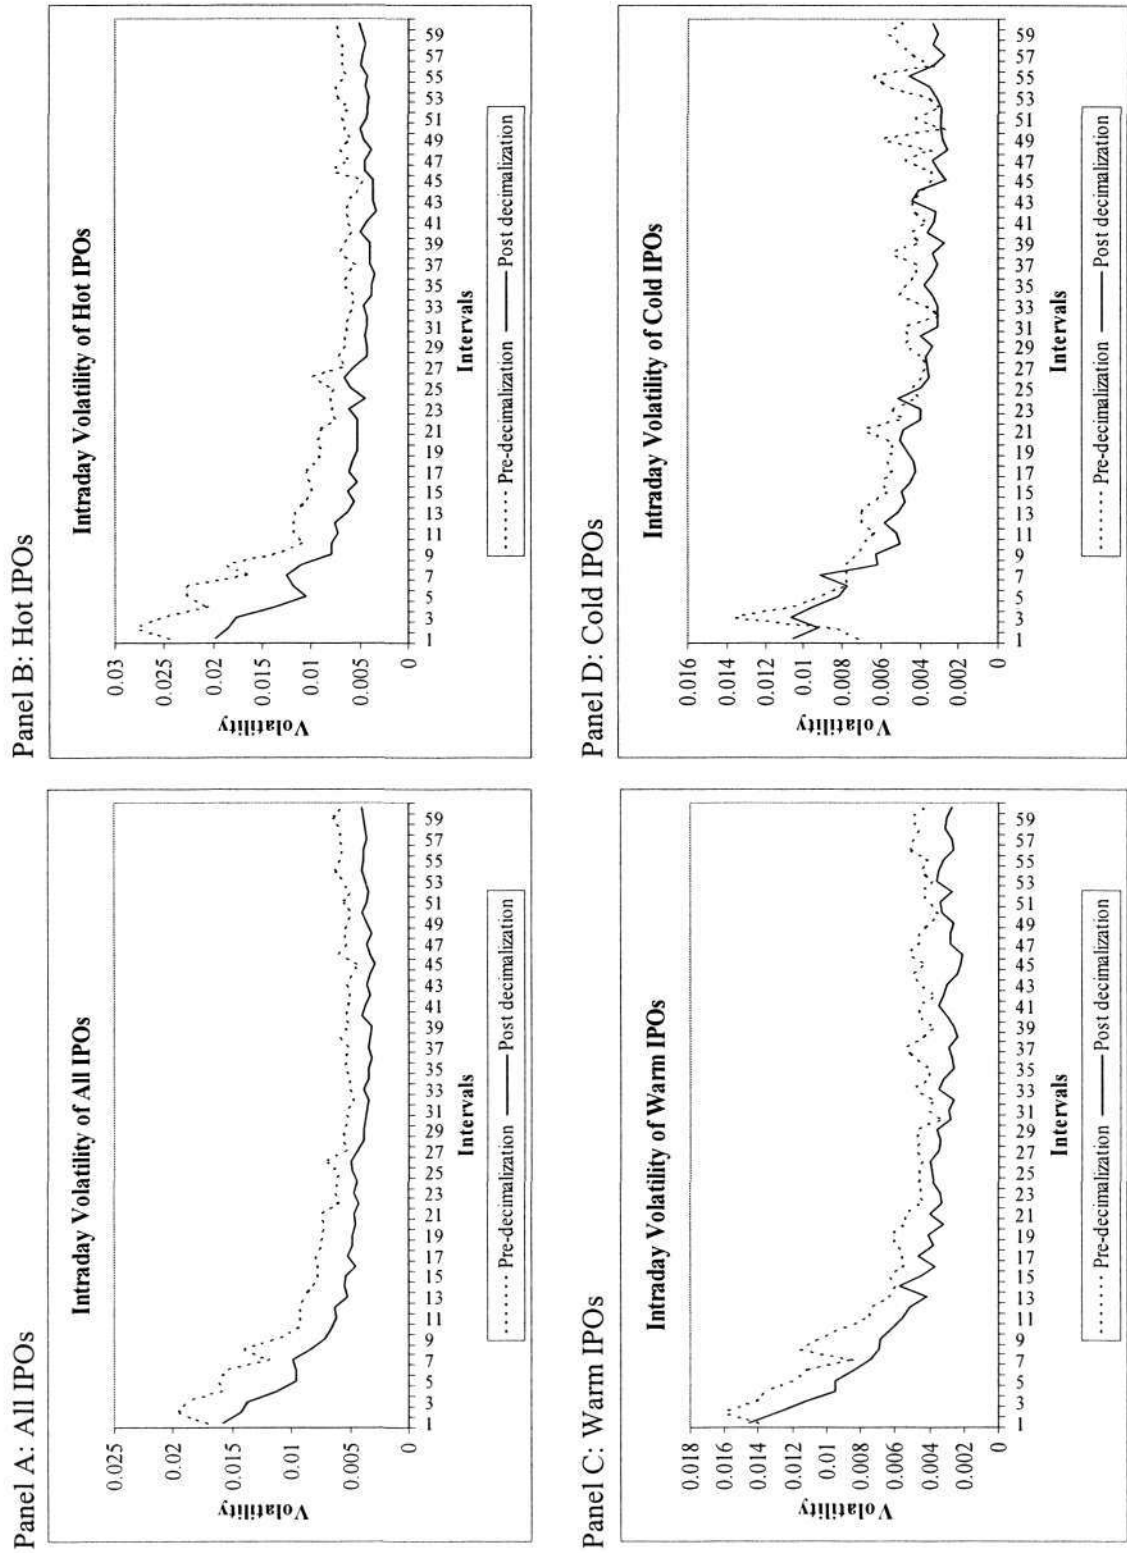 Panel A: All IPOs
Intraday Volatility of All IPOs
Volatility
0.025
0.02
0.015
0.01
0.005
0
1 3 5 7 9 11 13 15 17 19 21 23 25 27 29 31 33 35 37 39 41 43 45 47 49 51 53 55 57 59
Intervals
Pre-decimalization Post decimalization
Panel B: Hot IPOs
Intraday Volatility of Hot IPOs
Volatility
0.03
0.025
0.02
0.015
0.01
0.005
0
1 3 5 7 9 11 13 15 17 19 21 23 25 27 29 31 33 35 37 39 41 43 45 47 49 51 53 55 57 59
Intervals
Pre-decimalization Post decimalization
Panel C: Warm IPOs
Intraday Volatility of Warm IPOs
Volatility
0.018
0.016
0.014
0.012
0.01
0.008
0.006
0.004
0.002
0
1 3 5 7 9 11 13 15 17 19 21 23 25 27 29 31 33 35 37 39 41 43 45 47 49 51 53 55 57 59
Intervals
Pre-decimalization Post decimalization
Panel D: Cold IPOs
Intraday Volatility of Cold IPOs
Volatility
0.016
0.014
0.012
0.01
0.008
0.006
0.004
0.002
0
1 3 5 7 9 11 13 15 17 19 21 23 25 27 29 31 33 35 37 39 41 43 45 47 49 51 53 55 57 59
Intervals
Pre-decimalization Post decimalization